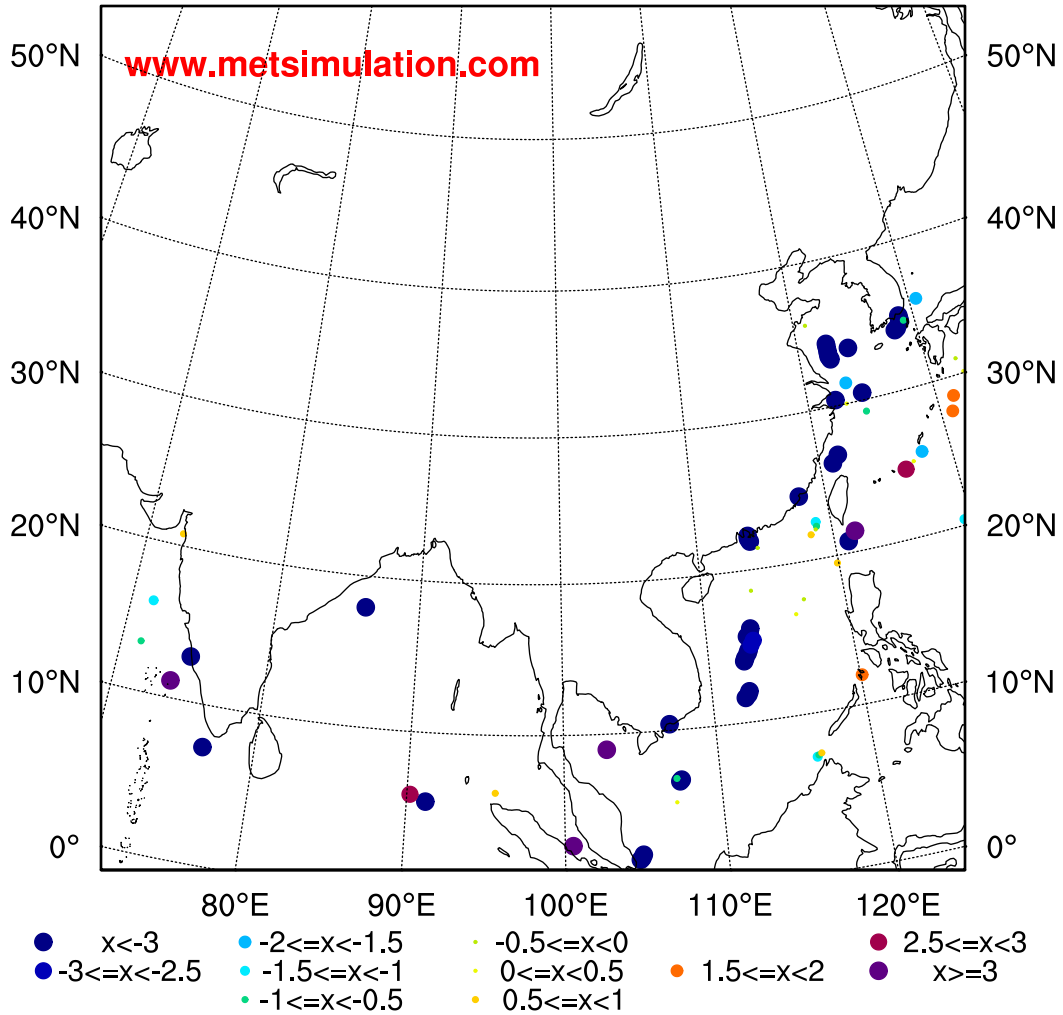 www.metsimulation.com
50°N 50°N
40°N 40°N
30°N 30°N
20°N 20°N
10°N 10°N
0° 0°
80°E 90°E 100°E 110°E 120°E
x<-3 -2<=x<-1.5 -0.5<=x<0 2.5<=x<3
-3<=x<-2.5 -1.5<=x<-1 0<=x<0.5 1.5<=x<2 x>=3
-1<=x<-0.5 0.5<=x<1